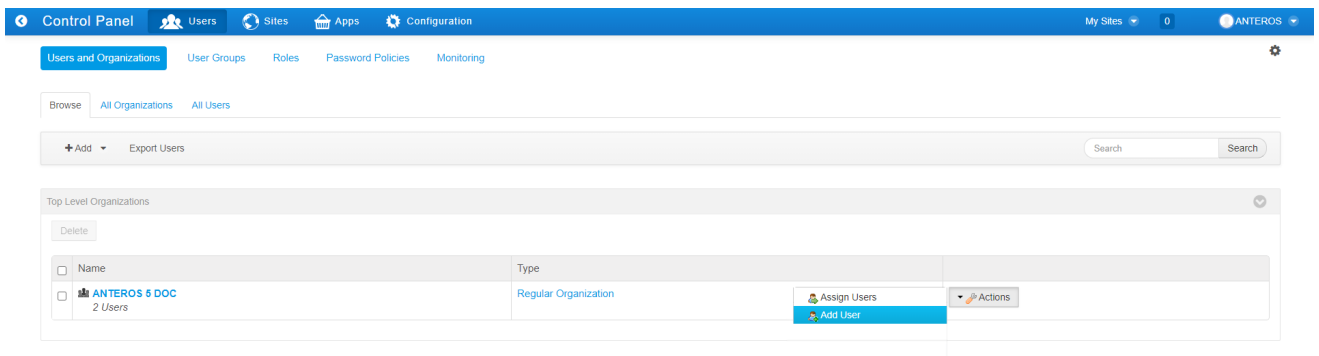 Control Panel Users Sites Apps Configuration My Sites 0 ANTEROS
Users and Organizations User Groups Roles Password Policies Monitoring
Browse All Organizations All Users
+Add Export Users Search Search
Top Level Organizations
Delete
Name Type
ANTEROS 5 DOC Regular Organization Assign Users Actions
2 Users Add User